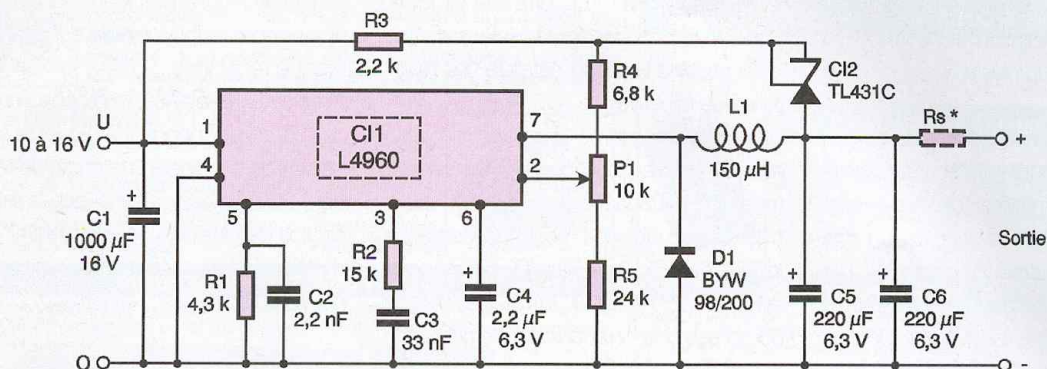 R3
2,2 k
R4
6,8 k
CI2
TL431C
U
10 à 16 V
1
4
CI1
L4960
7
2
P1
10 k
L1
150 µH
Rs *
+
+
C1
1000 µF
16 V
5
3
6
R1
4,3 k
C2
2,2 nF
R2
15 k
C3
33 nF
+
C4
2,2 µF
6,3 V
R5
24 k
D1
BYW
98/200
+
C5
220 µF
6,3 V
+
C6
220 µF
6,3 V
Sortie
O
-